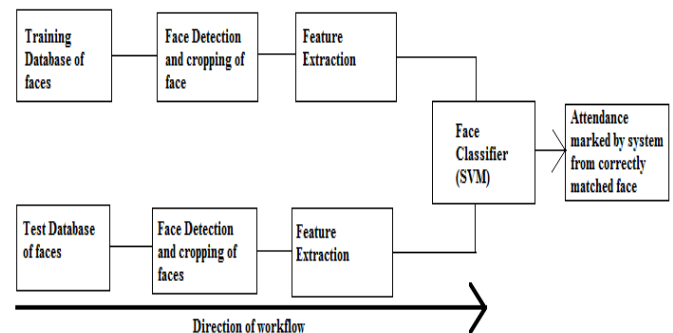 Training
Database of
faces
Face Detection
and cropping of
face
Feature
Extraction
Face
Classifier
(SVM)
Attendance
marked by system
from correctly
matched face
Test Database
of faces
Face Detection
and cropping of
faces
Feature
Extraction
Direction of workflow